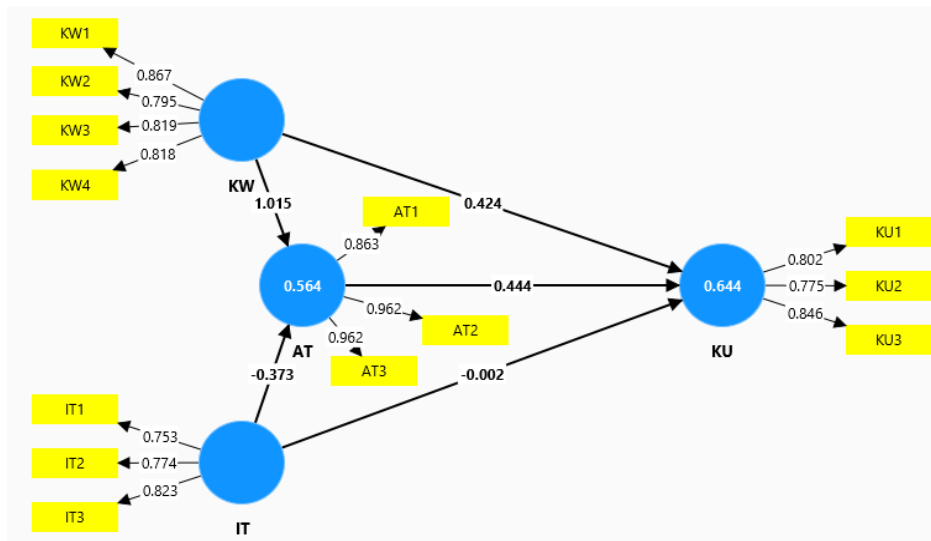 KW1
KW2
KW3
KW4
0.867
0.795
0.819
0.818
KW
1.015
0.424
AT1
0.863
0.564
0.444
0.962
AT2
0.962
AT3
AT
-0.373
-0.002
KU1
0.802
0.644
0.775
KU2
0.846
KU3
KU
IT1
0.753
IT2
0.774
0.823
IT3
IT